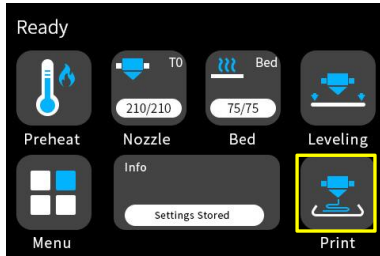 Ready
T0
Bed
210/210
75/75
Preheat
Nozzle
Bed
Leveling
Info
Settings Stored
Menu
Print